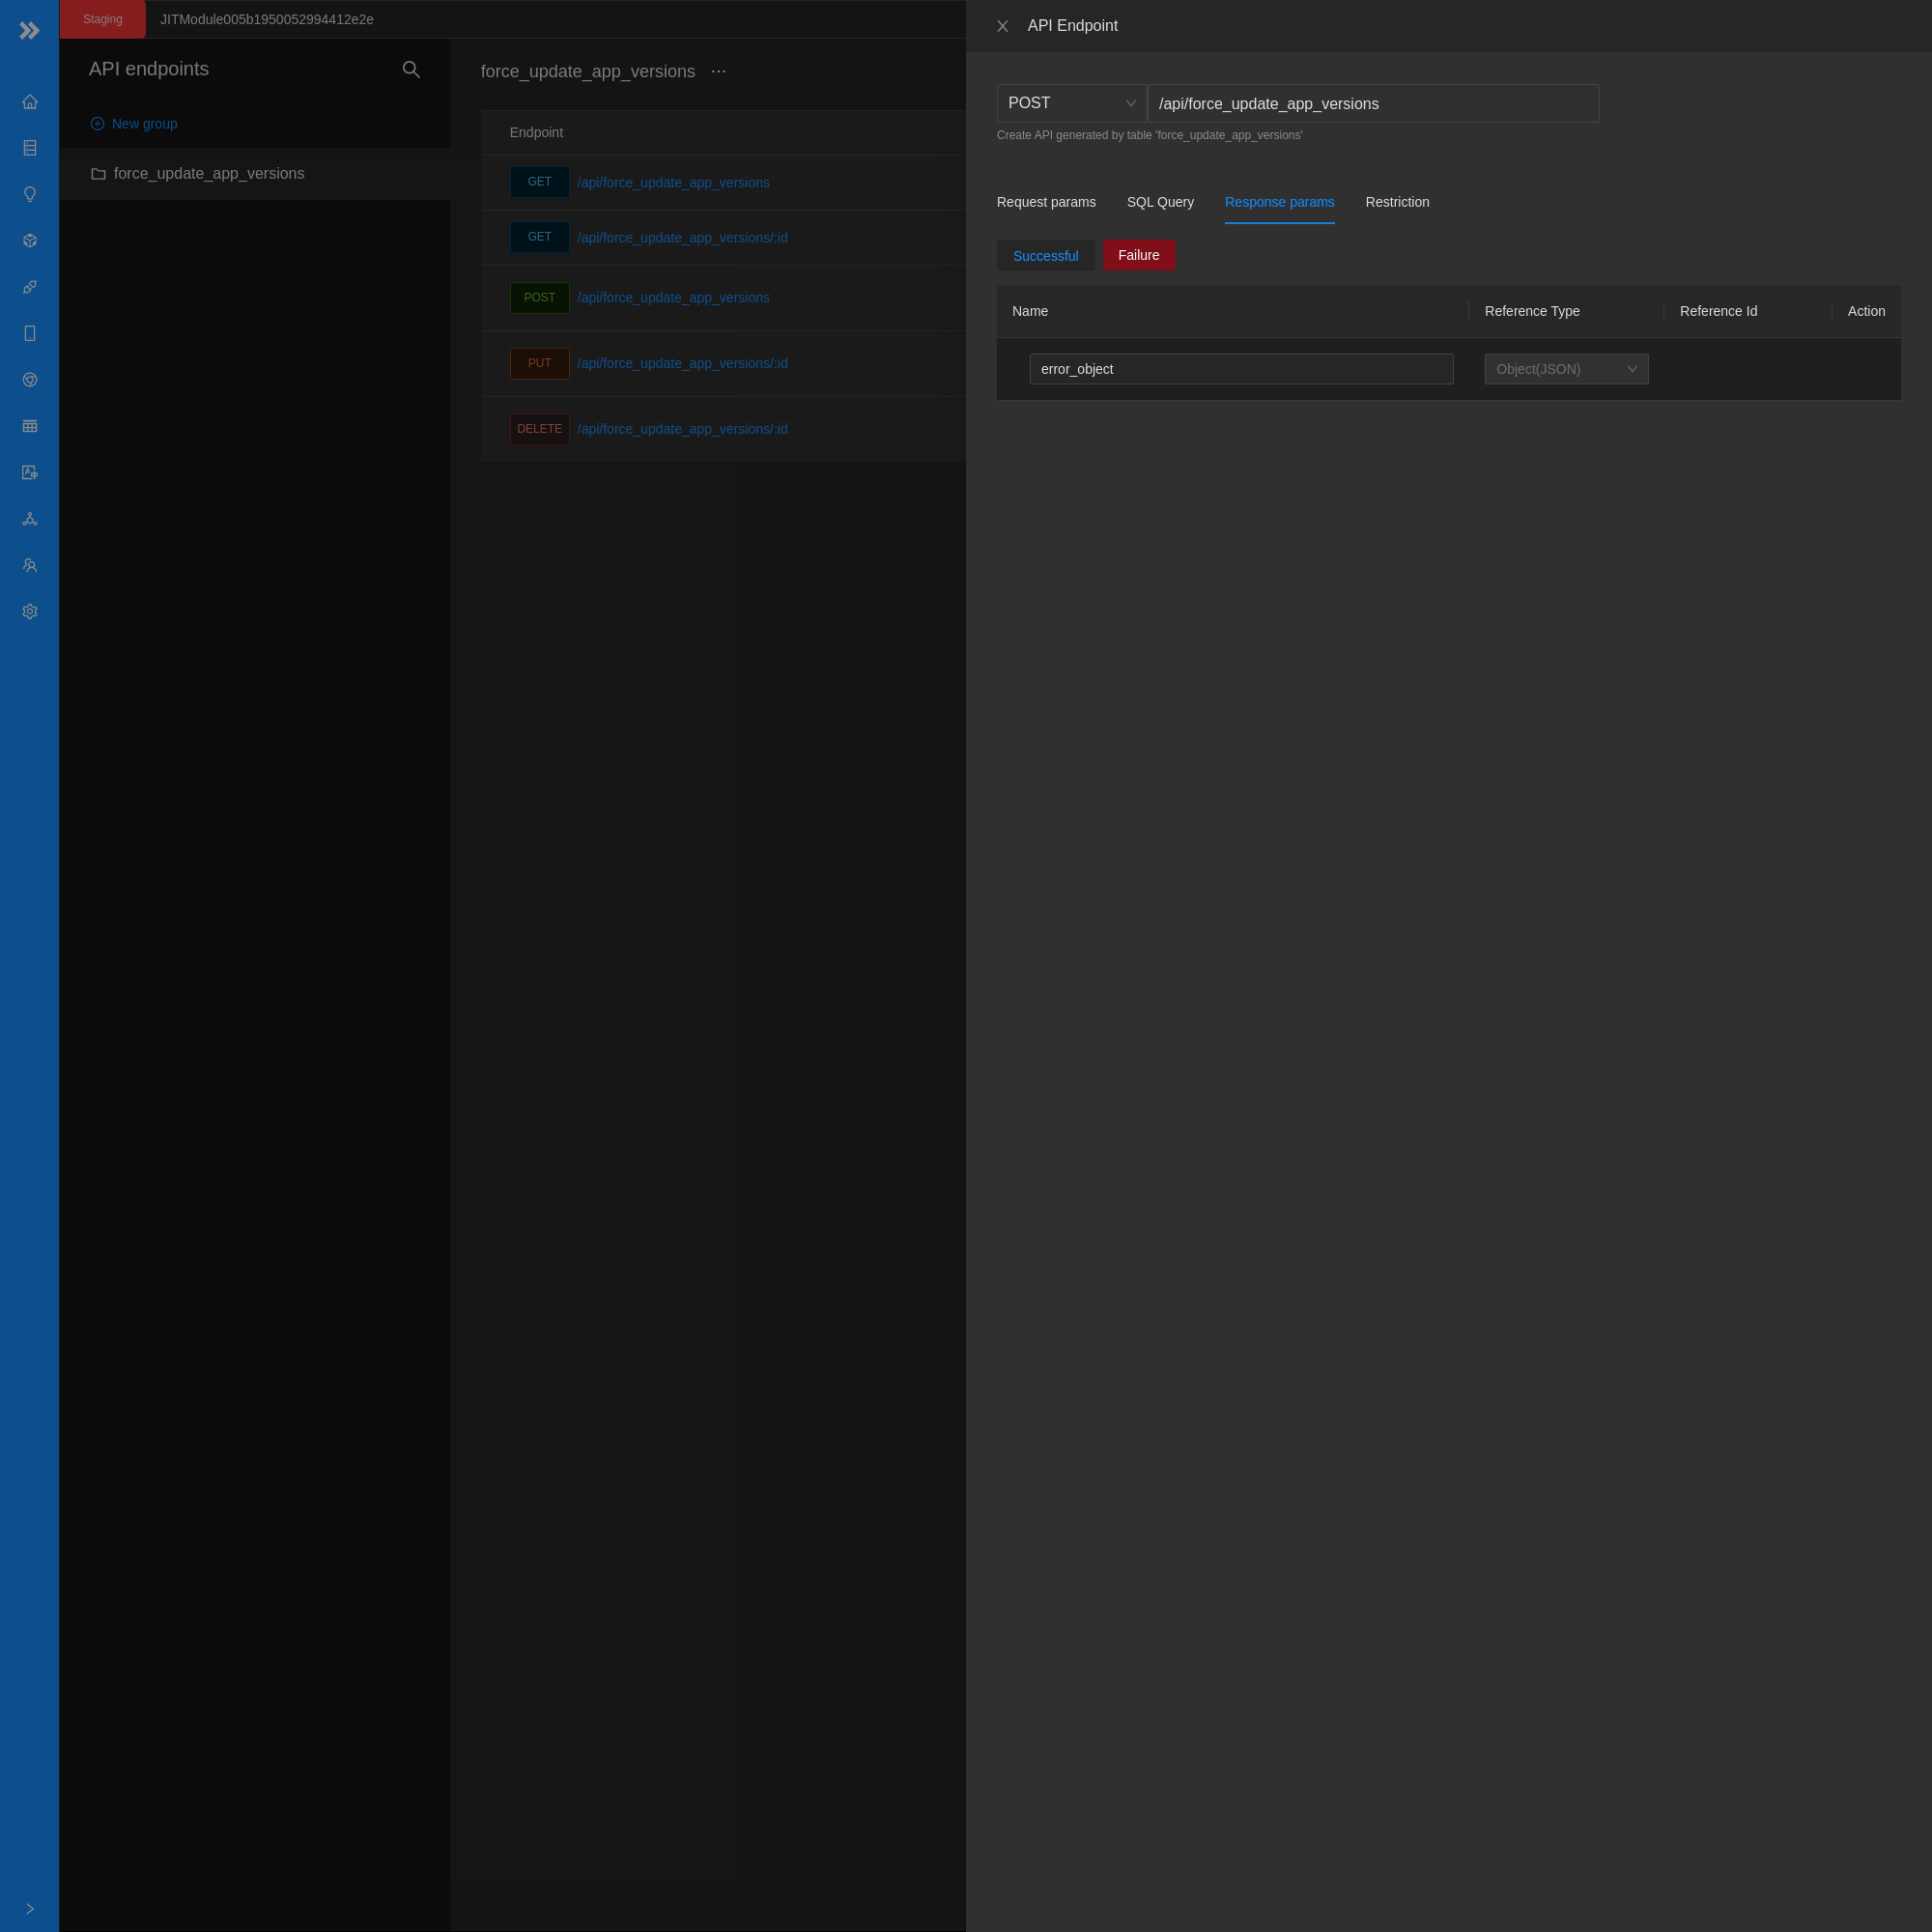 Staging
JITModule005b1950052994412e2e
API endpoints
New group
force_update_app_versions
force_update_app_versions ...
Endpoint
GET /api/force_update_app_versions
GET /api/force_update_app_versions/:id
POST /api/force_update_app_versions
PUT /api/force_update_app_versions/:id
DELETE /api/force_update_app_versions/:id
API Endpoint
POST /api/force_update_app_versions
Create API generated by table 'force_update_app_versions'
Request params SQL Query Response params Restriction
Successful Failure
Name Reference Type Reference Id Action
error_object Object(JSON)